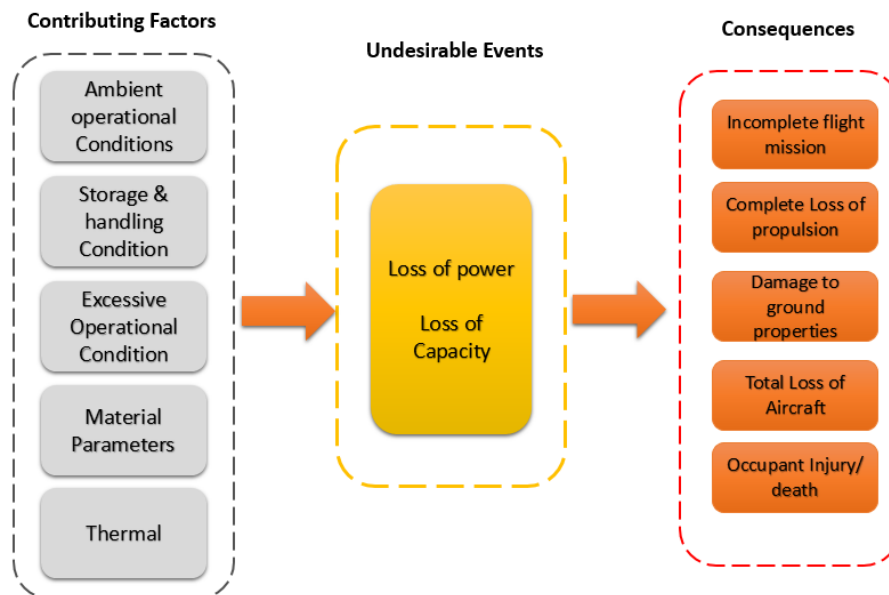 Contributing Factors
Ambient
operational
Conditions
Storage &
handling
Condition
Excessive
Operational
Condition
Material
Parameters
Thermal
Undesirable Events
Loss of power
Loss of
Capacity
Consequences
Incomplete flight
mission
Complete Loss of
propulsion
Damage to
ground
properties
Total Loss of
Aircraft
Occupant Injury/
death